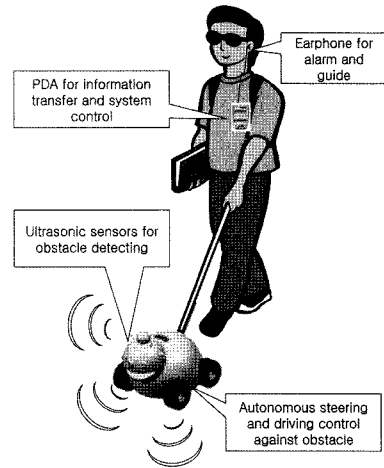 Earphone for
alarm and
guide
PDA for information
transfer and system
control
Ultrasonic sensors for
obstacle detecting
Autonomous steering
and driving control
against obstacle